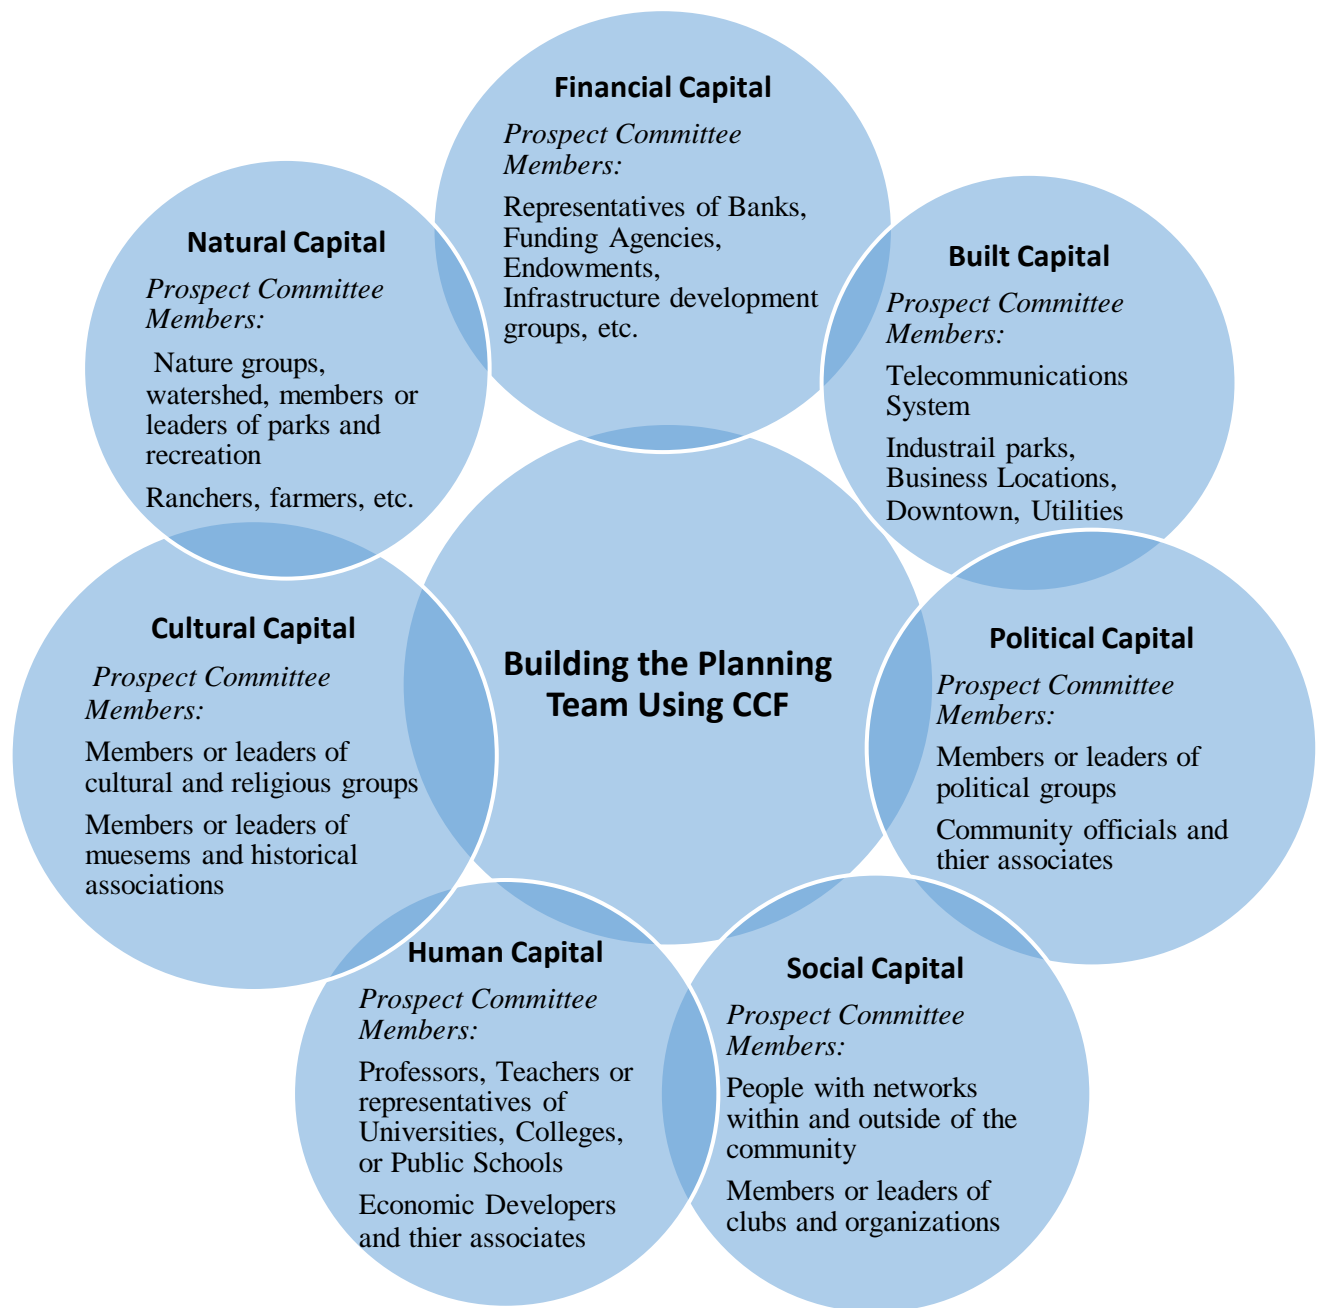 Financial Capital
Prospect Committee
Members:
Representatives of Banks,
Funding Agencies,
Endowments,
Infrastructure development
groups, etc.
Built Capital
Prospect Committee
Members:
Telecommunications
System
Industrail parks,
Business Locations,
Downtown, Utilities
Political Capital
Prospect Committee
Members:
Members or leaders of
political groups
Community officials and
thier associates
Social Capital
Prospect Committee
Members:
People with networks
within and outside of the
community
Members or leaders of
clubs and organizations
Human Capital
Prospect Committee
Members:
Professors, Teachers or
representatives of
Universities, Colleges,
or Public Schools
Economic Developers
and thier associates
Cultural Capital
Prospect Committee
Members:
Members or leaders of
cultural and religious groups
Members or leaders of
muesems and historical
associations
Natural Capital
Prospect Committee
Members:
Nature groups,
watershed, members or
leaders of parks and
recreation
Ranchers, farmers, etc.
Building the Planning
Team Using CCF